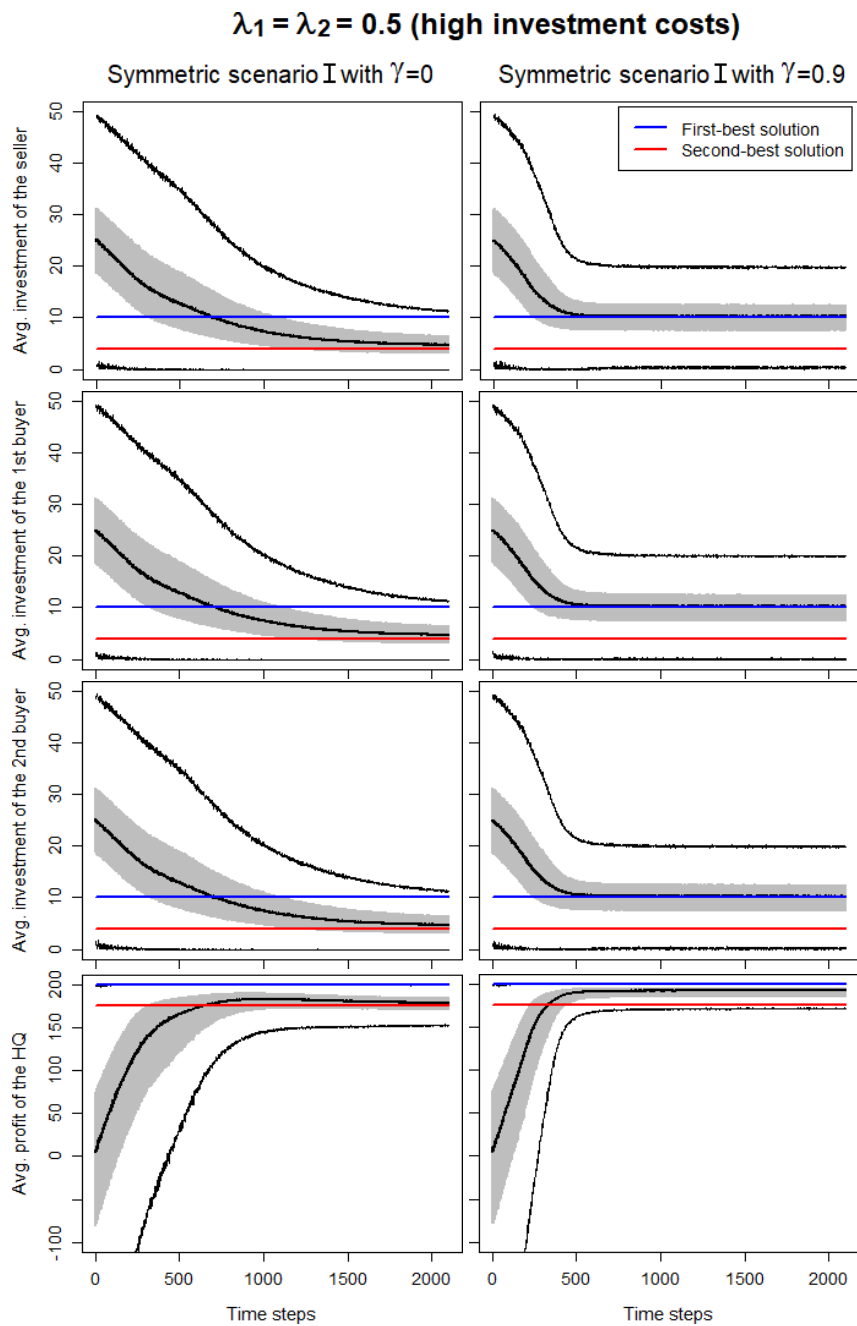 λ1 = λ2 = 0.5 (high investment costs)
Symmetric scenario I with γ=0
Symmetric scenario I with γ=0.9
First-best solution
Second-best solution
Avg. investment of the seller
50
40
30
20
10
0
Avg. investment of the 1st buyer
50
40
30
20
10
0
Avg. investment of the 2nd buyer
50
40
30
20
10
0
Avg. profit of the HQ
200
150
100
50
0
-100
0 500 1000 1500 2000
0 500 1000 1500 2000
Time steps
Time steps